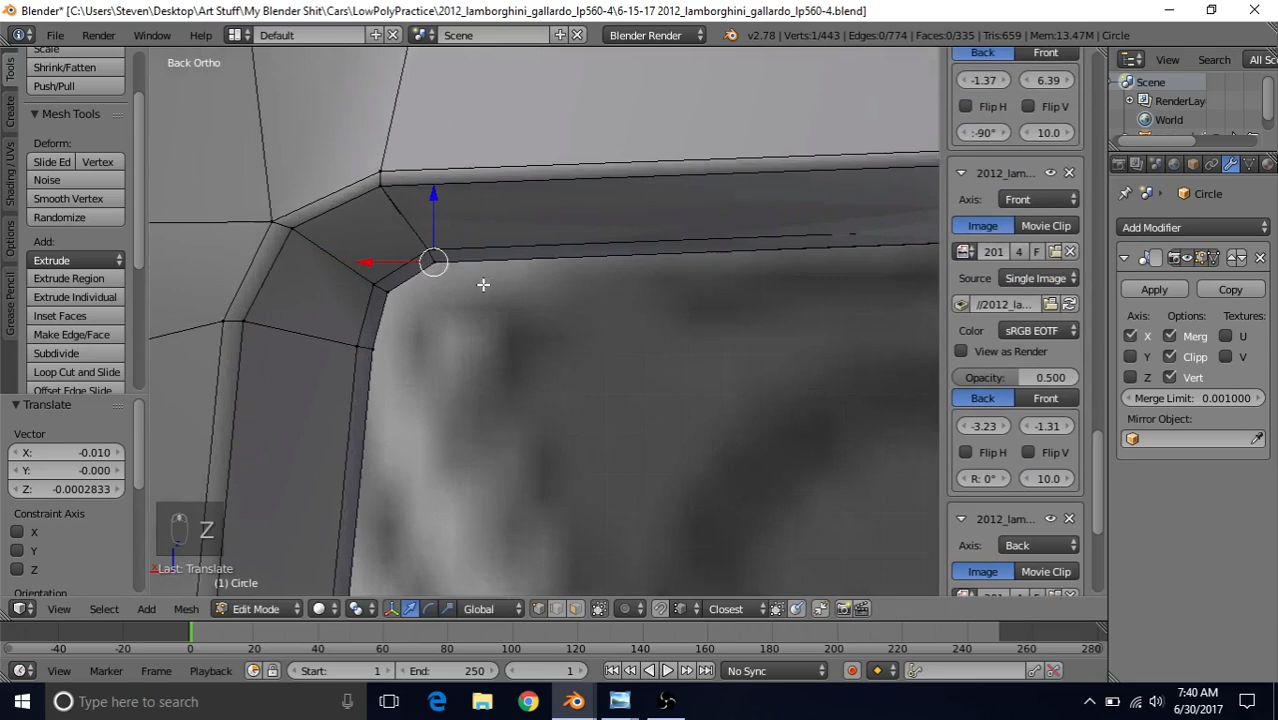 Blender* [C:\Users\Steven\Desktop\Art Stuff\My Blender Shit\Cars\LowPolyPractice\2012_lamborghini_gallardo_lp560-4\6-15-17 2012_lamborghini_gallardo_lp560-4.blend]
File Render Window Help Default Scene Blender Render v2.78 | Verts:1/443 | Edges:0/774 | Faces:0/335 | Tris:659 | Mem:13.47M | Circle
View Search All Sc
Scene
RenderLay
World
Tools
Create
Shading / UVs
Options
Grease Pencil
Scale
Shrink/Fatten
Push/Pull
Mesh Tools
Deform:
Slide Ed Vertex
Noise
Smooth Vertex
Randomize
Add:
Extrude
Extrude Region
Extrude Individual
Inset Faces
Make Edge/Face
Subdivide
Loop Cut and Slide
Offset Edge Slide
Translate
Vector
X: -0.010
Y: -0.000
Z: -0.0002833
Constraint Axis
X
Y
Z
Orientation
Back Ortho
Z
Last: Translate
(1) Circle
Back Front
-1.37 6.39
Flip H Flip V
:-90° 10.0
2012_lam...
Axis: Front
Image Movie Clip
201 4 F
Source: Single Image
//2012_la...
Color sRGB EOTF
View as Render
Opacity: 0.500
Back Front
-3.23 -1.31
Flip H Flip V
R: 0° 10.0
2012_lam...
Axis: Back
Image Movie Clip
Circle
Add Modifier
Apply Copy
Axis: Options: Textures:
X Merg U
Y Clipp V
Z Vert
Merge Limit: 0.001000
Mirror Object:
View Select Add Mesh Edit Mode Global Closest
-40 -20 0 20 40 60 80 100 120 140 160 180 200 220 240 260 280
View Marker Frame Playback Start: 1 End: 250 1 No Sync
Type here to search
7:40 AM
6/30/2017